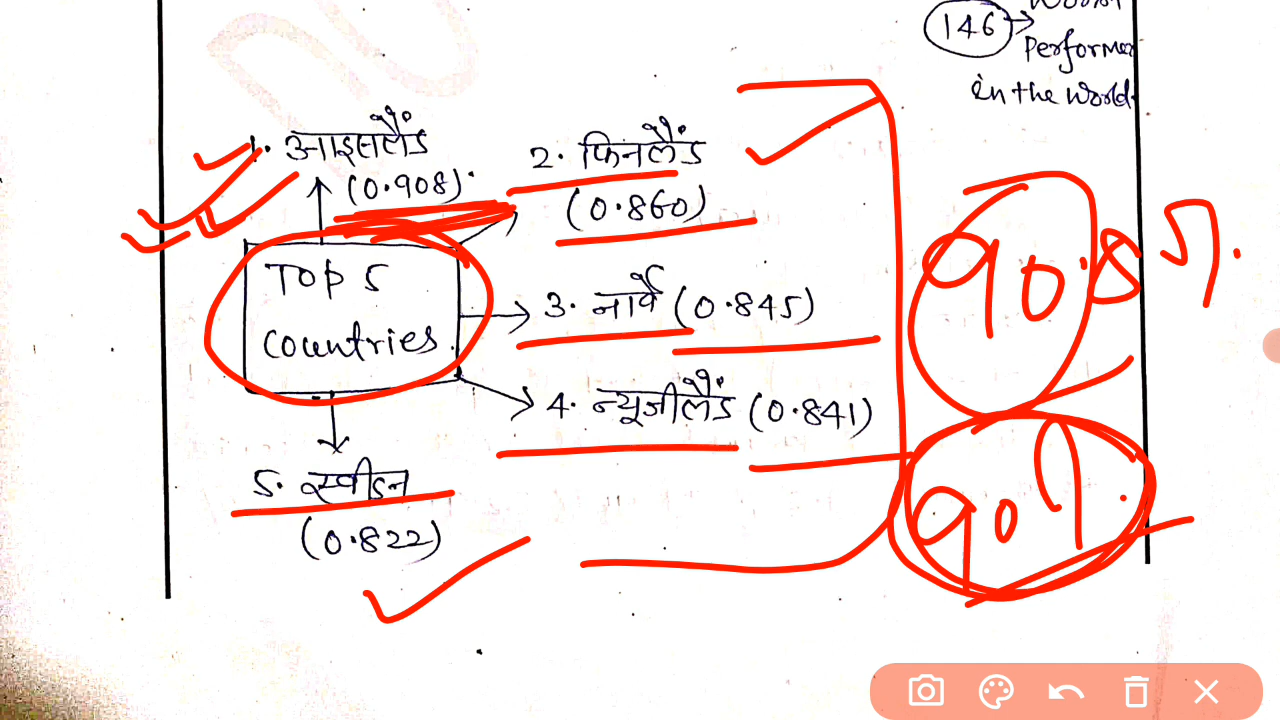 146 →
Performer
in the World.
1. आइसलैंड
(0.908).
2. फिनलैंड
(0.860)
TOP 5
Countries.
3. नार्वे (0.845)
4. न्यूजीलैंड (0.841)
5. स्वीडन
(0.822)
90.8%.
90%.